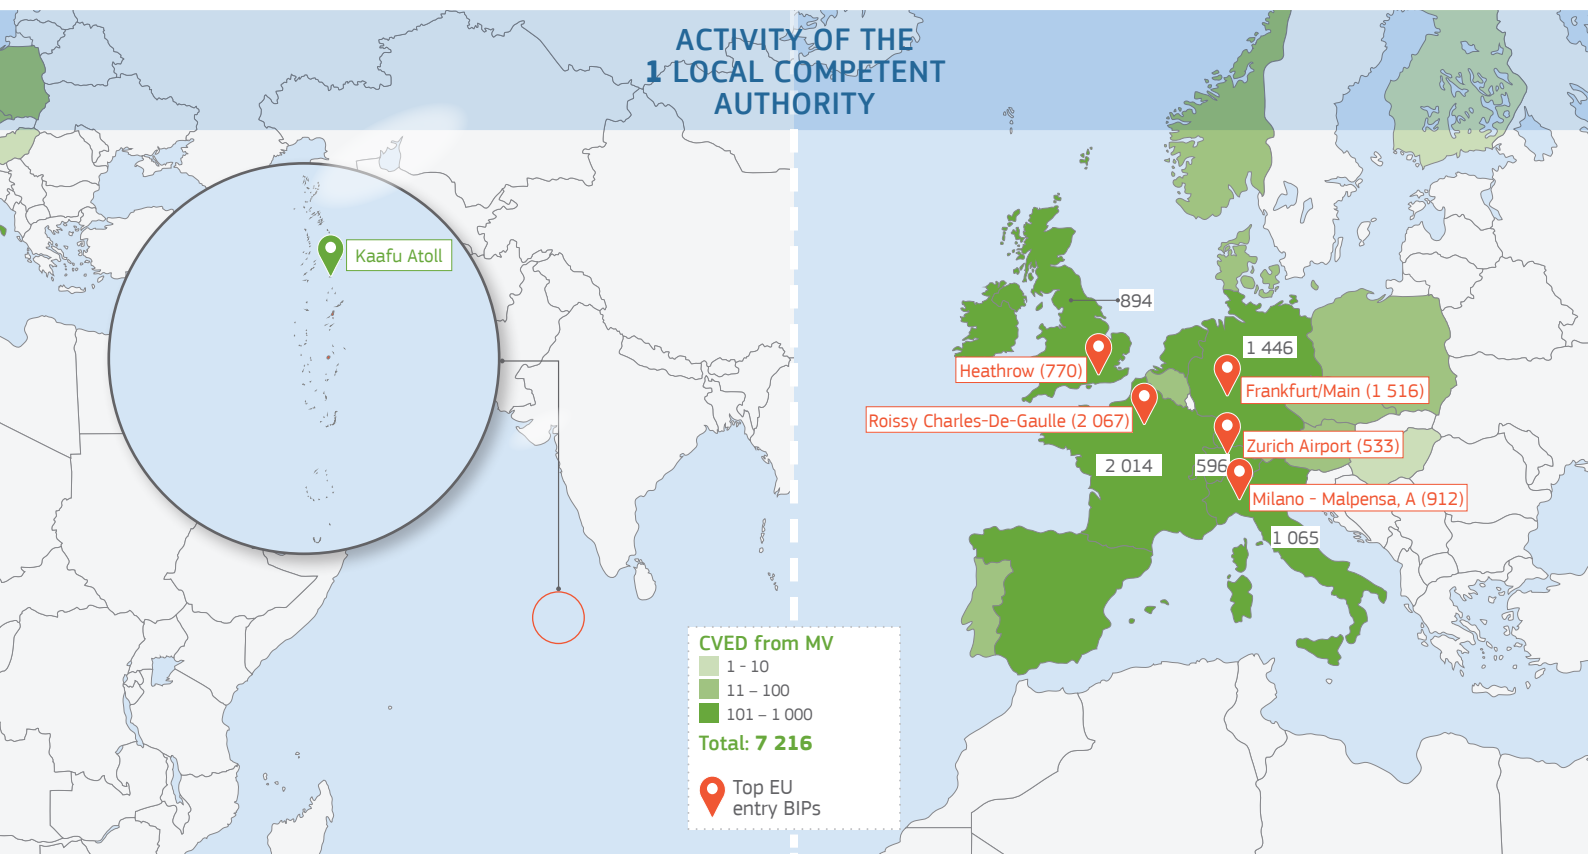 ACTIVITY OF THE
1 LOCAL COMPETENT
AUTHORITY
Kaafu Atoll
894
Heathrow (770)
1 446
Frankfurt/Main (1 516)
Roissy Charles-De-Gaulle (2 067)
Zurich Airport (533)
2 014
596
Milano - Malpensa, A (912)
1 065
CVED from MV
1 - 10
11 – 100
101 – 1 000
Total: 7 216
Top EU
entry BIPs